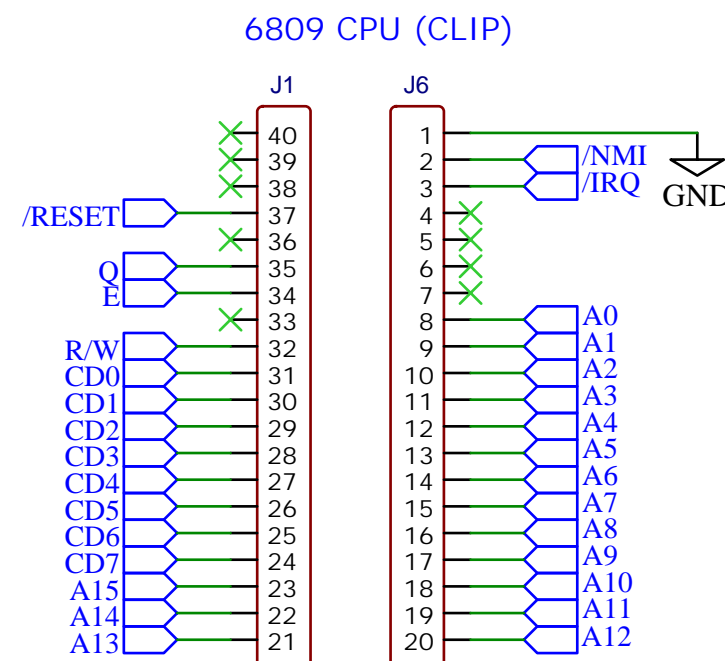 6809 CPU (CLIP)
J1
J6
40
39
38
/RESET 37
36
Q 35
E 34
33
R/W 32
CD0 31
CD1 30
CD2 29
CD3 28
CD4 27
CD5 26
CD6 25
CD7 24
A15 23
A14 22
A13 21
1 GND
2 /NMI
3 /IRQ
4
5
6
7
8 A0
9 A1
10 A2
11 A3
12 A4
13 A5
14 A6
15 A7
16 A8
17 A9
18 A10
19 A11
20 A12